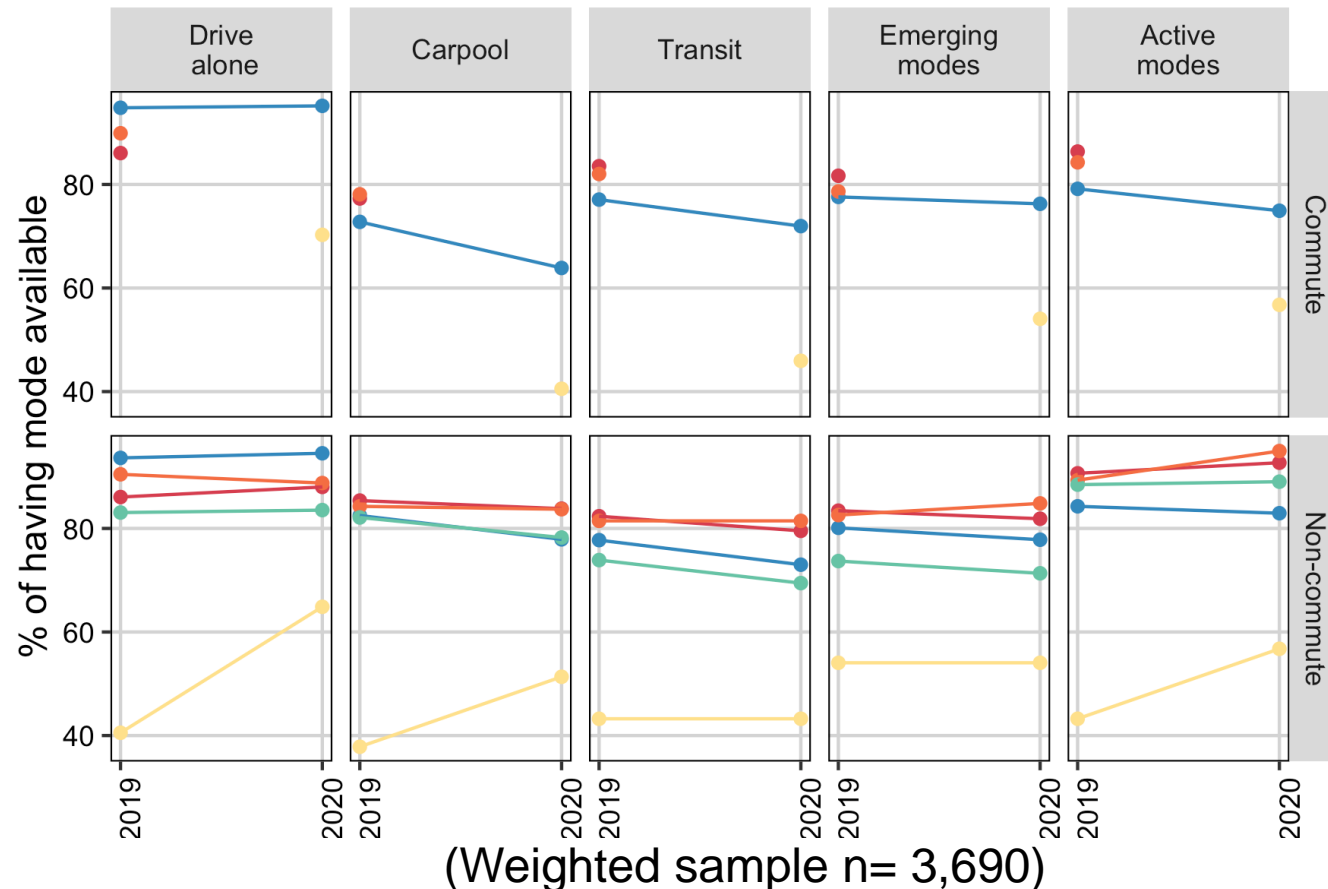 Drive
alone
Carpool
Transit
Emerging
modes
Active
modes
% of having mode available
80
60
40
Commute
80
60
40
Non-commute
2019
2020
2019
2020
2019
2020
2019
2020
2019
2020
(Weighted sample n= 3,690)